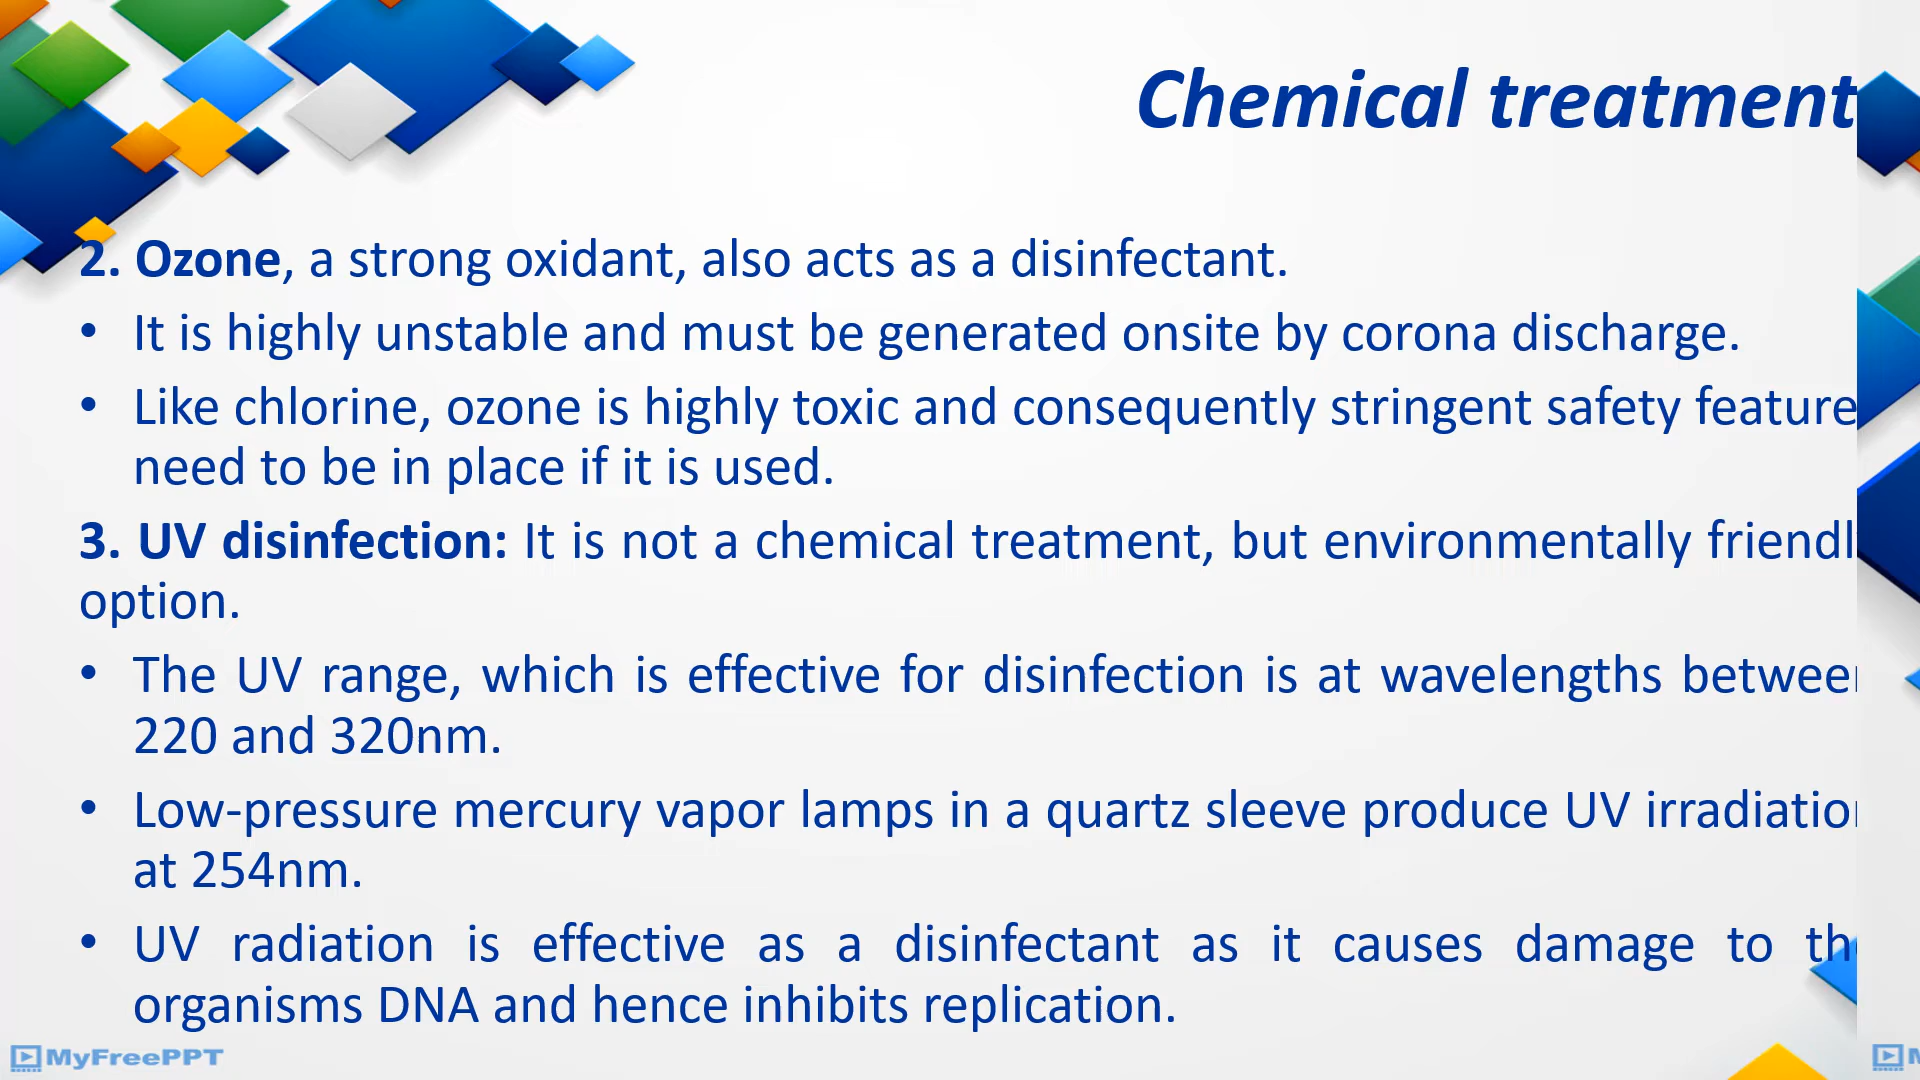 Chemical treatment
2. Ozone, a strong oxidant, also acts as a disinfectant.
• It is highly unstable and must be generated onsite by corona discharge.
• Like chlorine, ozone is highly toxic and consequently stringent safety feature
need to be in place if it is used.
3. UV disinfection: It is not a chemical treatment, but environmentally friendly
option.
• The UV range, which is effective for disinfection is at wavelengths between
220 and 320nm.
• Low-pressure mercury vapor lamps in a quartz sleeve produce UV irradiation
at 254nm.
• UV radiation is effective as a disinfectant as it causes damage to the
organisms DNA and hence inhibits replication.
MyFreePPT